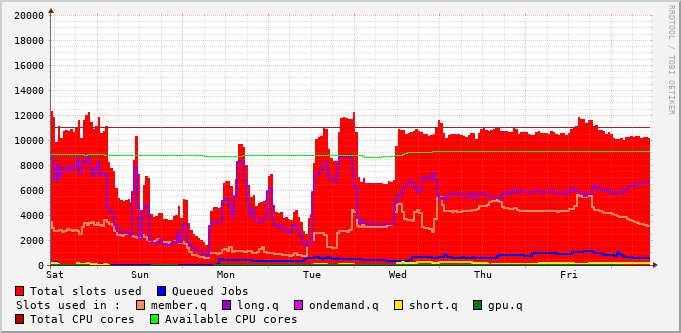 20000
18000
16000
14000
12000
10000
8000
6000
4000
2000
0
Sat Sun Mon Tue Wed Thu Fri
RRDTOOL / TOBI OETIKER
Total slots used Queued Jobs
Slots used in : member.q long.q ondemand.q short.q gpu.q
Total CPU cores Available CPU cores